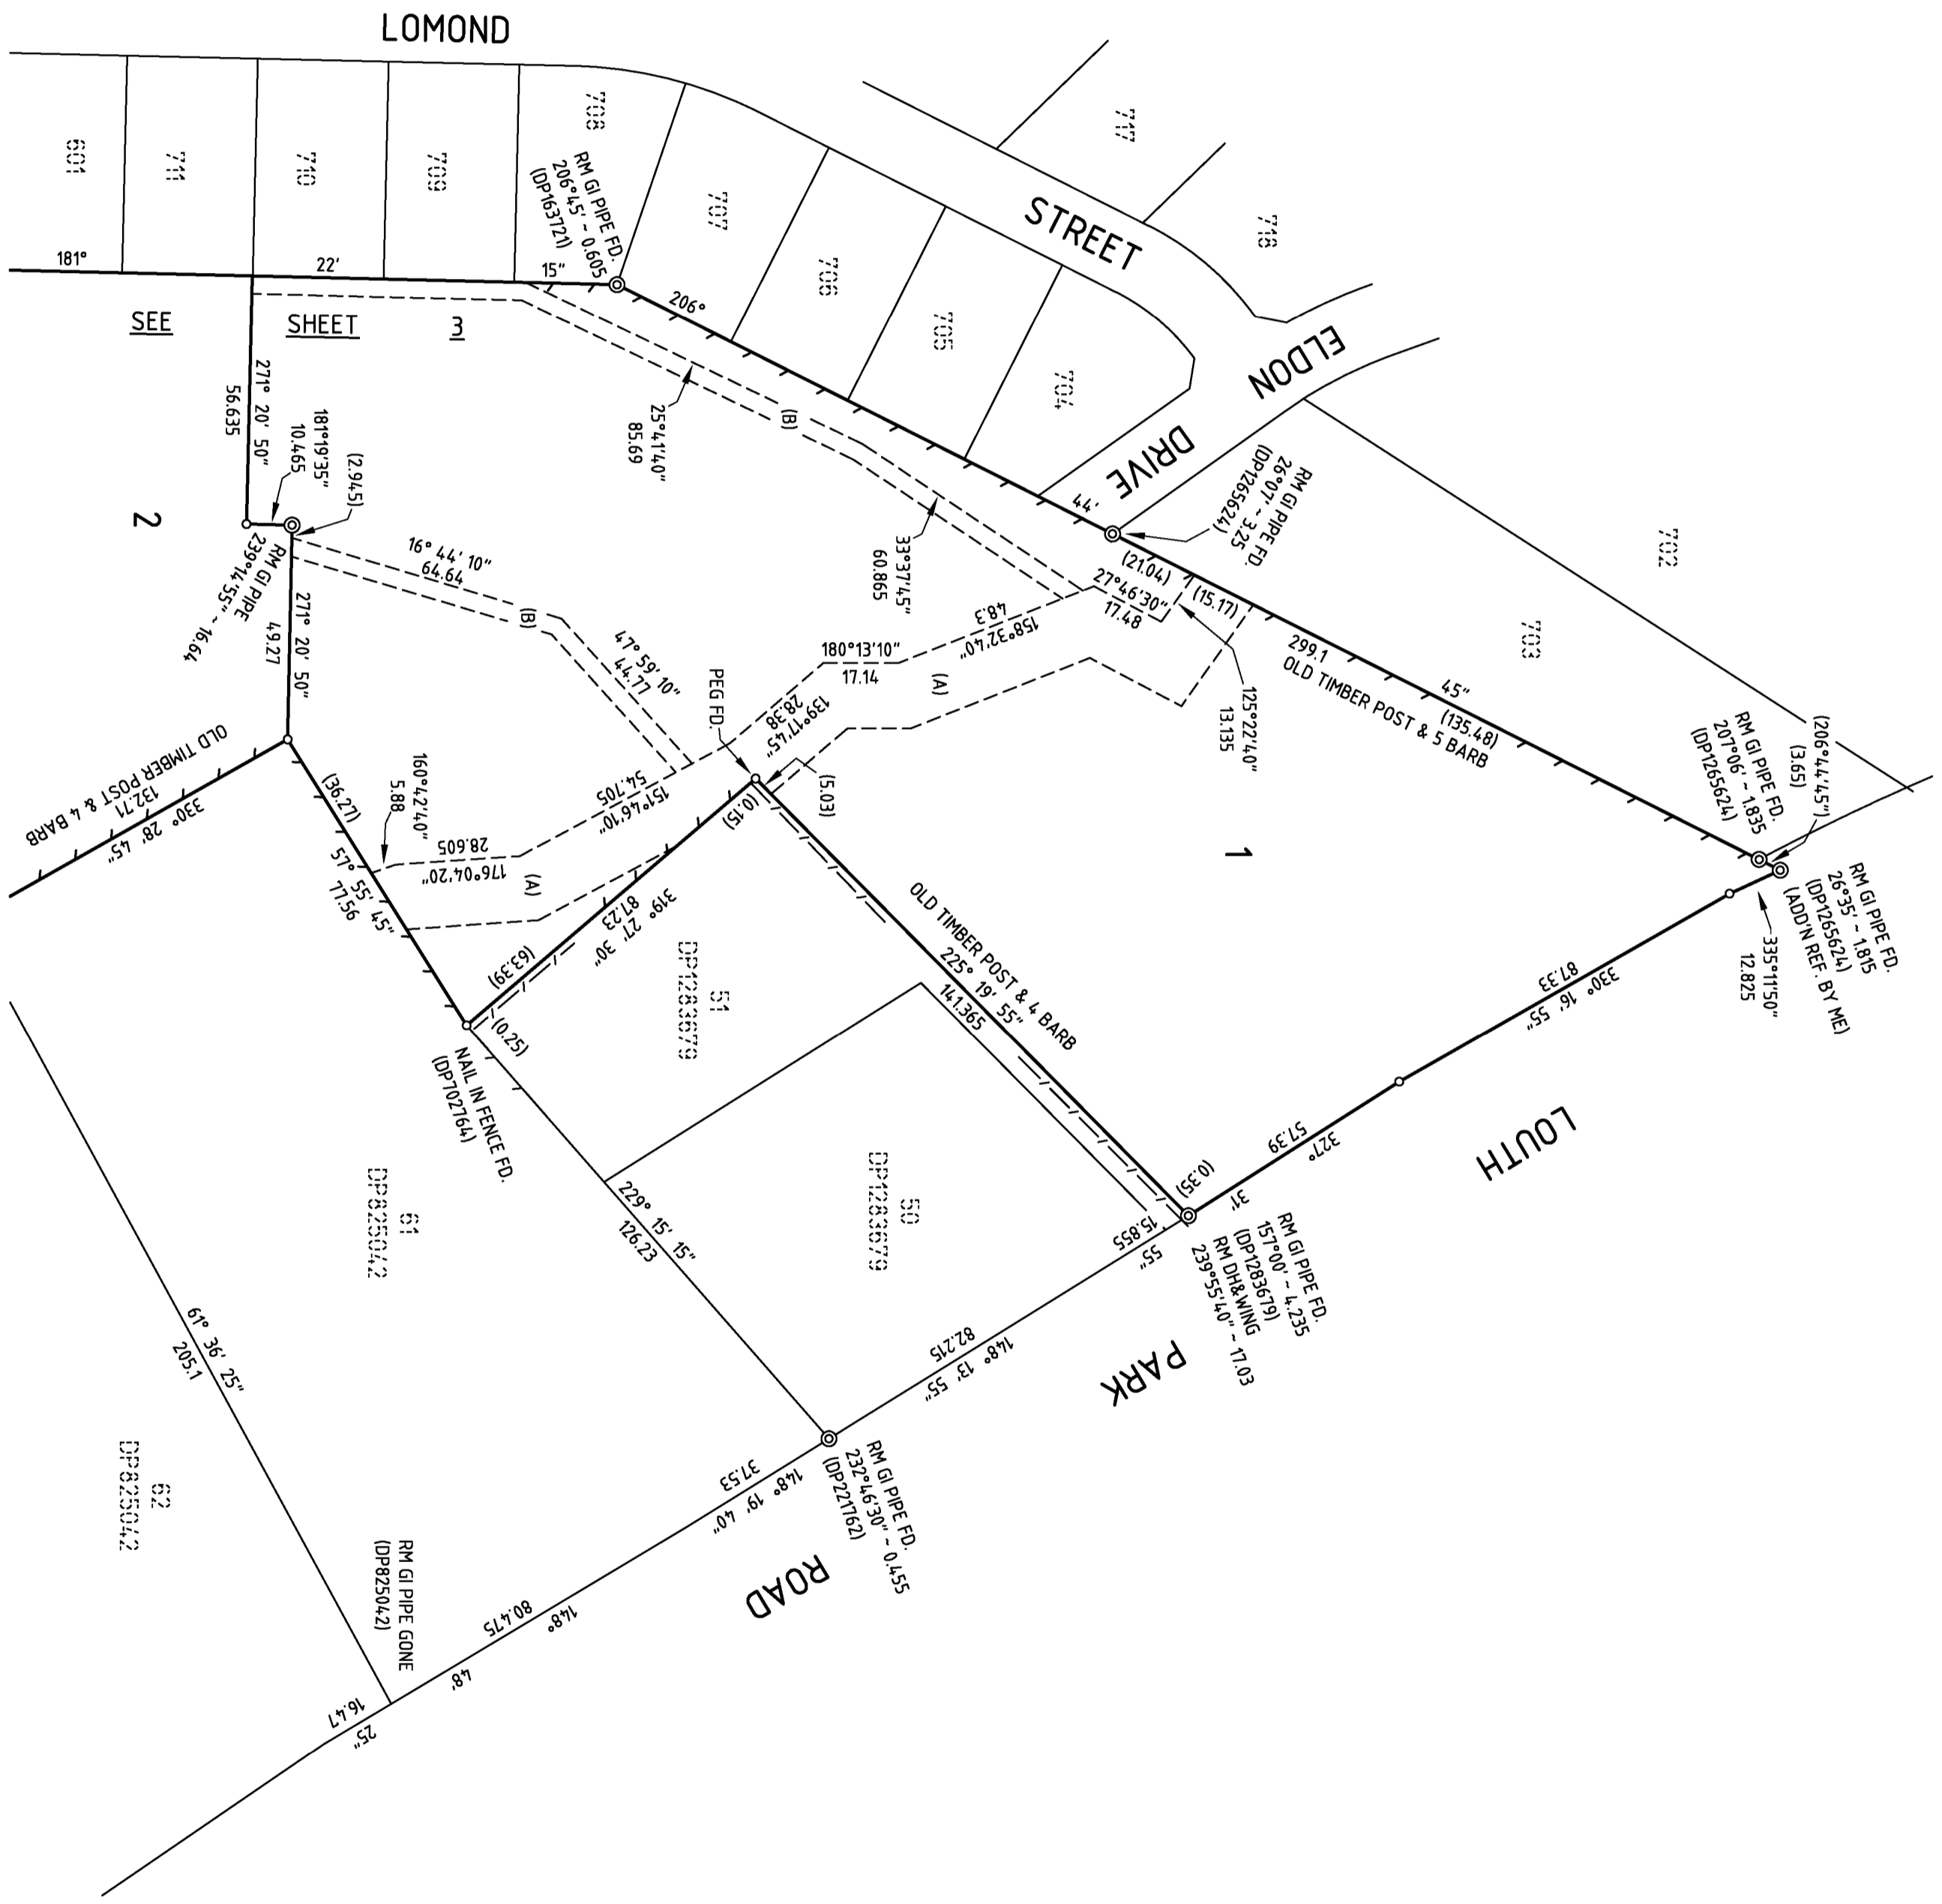 LOMOND
STREET
ELDON
DRIVE
LOUTH
PARK
ROAD
717
718
708
707
706
705
704
703
702
601
711
710
709
181°
22'
15"
RM GI PIPE FD.
206°45' ~ 0.605
(DP163721)
206°
44'
45"
SEE SHEET 3
271° 20' 50"
56.635
181°19'35"
10.465
(2.945)
2
RM GI PIPE
239°14'55" ~ 16.64
271° 20' 50"
49.27
16° 44' 10"
64.64
(B)
47° 59' 10"
44.77
25°41'40"
85.69
(B)
33°37'45"
60.865
RM GI PIPE FD.
26°07' ~ 3.25
(DP1265624)
(21.04)
(15.17)
27°46'30"
17.48
125°22'40"
13.135
299.1
OLD TIMBER POST & 5 BARB
(135.48)
(206°44'45")
(3.65)
RM GI PIPE FD.
207°06' ~ 1.835
(DP1265624)
RM GI PIPE FD.
26°35' ~ 1.815
(DP1265624)
(ADD'N REF. BY ME)
335°11'50"
12.825
330° 16' 55"
87.33
1
158°32'40"
48.3
180°13'10"
17.14
(A)
139°17'45"
28.38
PEG FD.
(5.03)
(0.15)
151°46'10"
54.705
176°04'20"
28.605
160°42'40"
5.88
(A)
OLD TIMBER POST & 4 BARB
132.71
330° 28' 45"
(36.27)
57° 55' 45"
77.56
319° 27' 30"
87.23
(63.39)
(0.25)
NAIL IN FENCE FD.
(DP702764)
OLD TIMBER POST & 4 BARB
225° 19' 55"
141.365
51
DP1283679
50
DP1283679
(0.35)
327° 31' 55"
57.39
15.855
RM GI PIPE FD.
157°00' ~ 4.235
(DP1283679)
RM DH&WING
239°55'40" ~ 17.03
148° 13' 55"
82.215
229° 15' 15"
126.23
RM GI PIPE FD.
232°46'30" ~ 0.455
(DP221762)
148° 19' 40"
37.53
61
DP825042
148° 48' 25"
80.475
16.47
RM GI PIPE GONE
(DP825042)
61° 36' 25"
205.1
62
DP825042